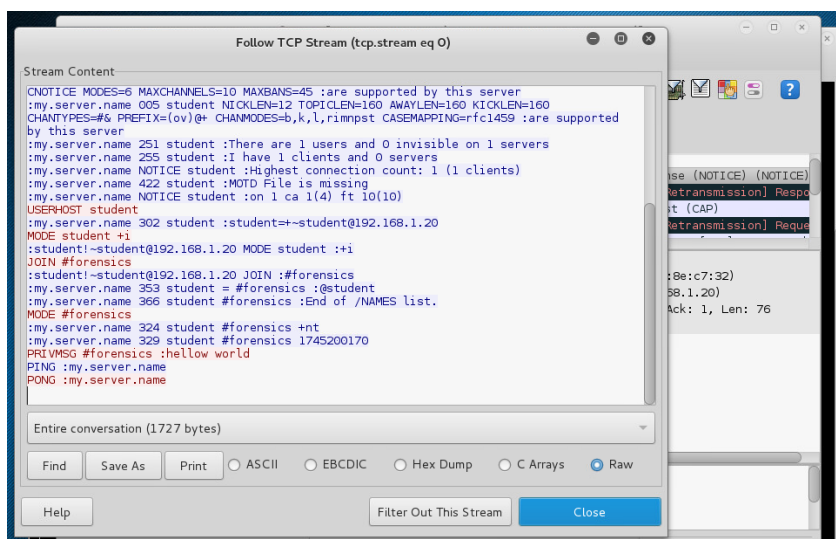 Follow TCP Stream (tcp.stream eq 0)
Stream Content
CNOTICE MODES=6 MAXCHANNELS=10 MAXBANS=45 :are supported by this server
:my.server.name 005 student NICKLEN=12 TOPICLEN=160 AWAYLEN=160 KICKLEN=160
CHANTYPES=#& PREFIX=(ov)@+ CHANMODES=b,k,l,rimnpst CASEMAPPING=rfc1459 :are supported
by this server
:my.server.name 251 student :There are 1 users and 0 invisible on 1 servers
:my.server.name 255 student :I have 1 clients and 0 servers
:my.server.name NOTICE student :Highest connection count: 1 (1 clients)
:my.server.name 422 student :MOTD File is missing
:my.server.name NOTICE student :on 1 ca 1(4) ft 10(10)
USERHOST student
:my.server.name 302 student :student=+~student@192.168.1.20
MODE student +i
:student!~student@192.168.1.20 MODE student :+i
JOIN #forensics
:student!~student@192.168.1.20 JOIN :#forensics
:my.server.name 353 student = #forensics :@student
:my.server.name 366 student #forensics :End of /NAMES list.
MODE #forensics
:my.server.name 324 student #forensics +nt
:my.server.name 329 student #forensics 1745200170
PRIVMSG #forensics :hellow world
PING :my.server.name
PONG :my.server.name
Entire conversation (1727 bytes)
Find Save As Print ASCII EBCDIC Hex Dump C Arrays Raw
Help Filter Out This Stream Close
nse (NOTICE) (NOTICE)
Retransmission] Respo
st (CAP)
Retransmission] Reque
:8e:c7:32)
58.1.20)
Ack: 1, Len: 76